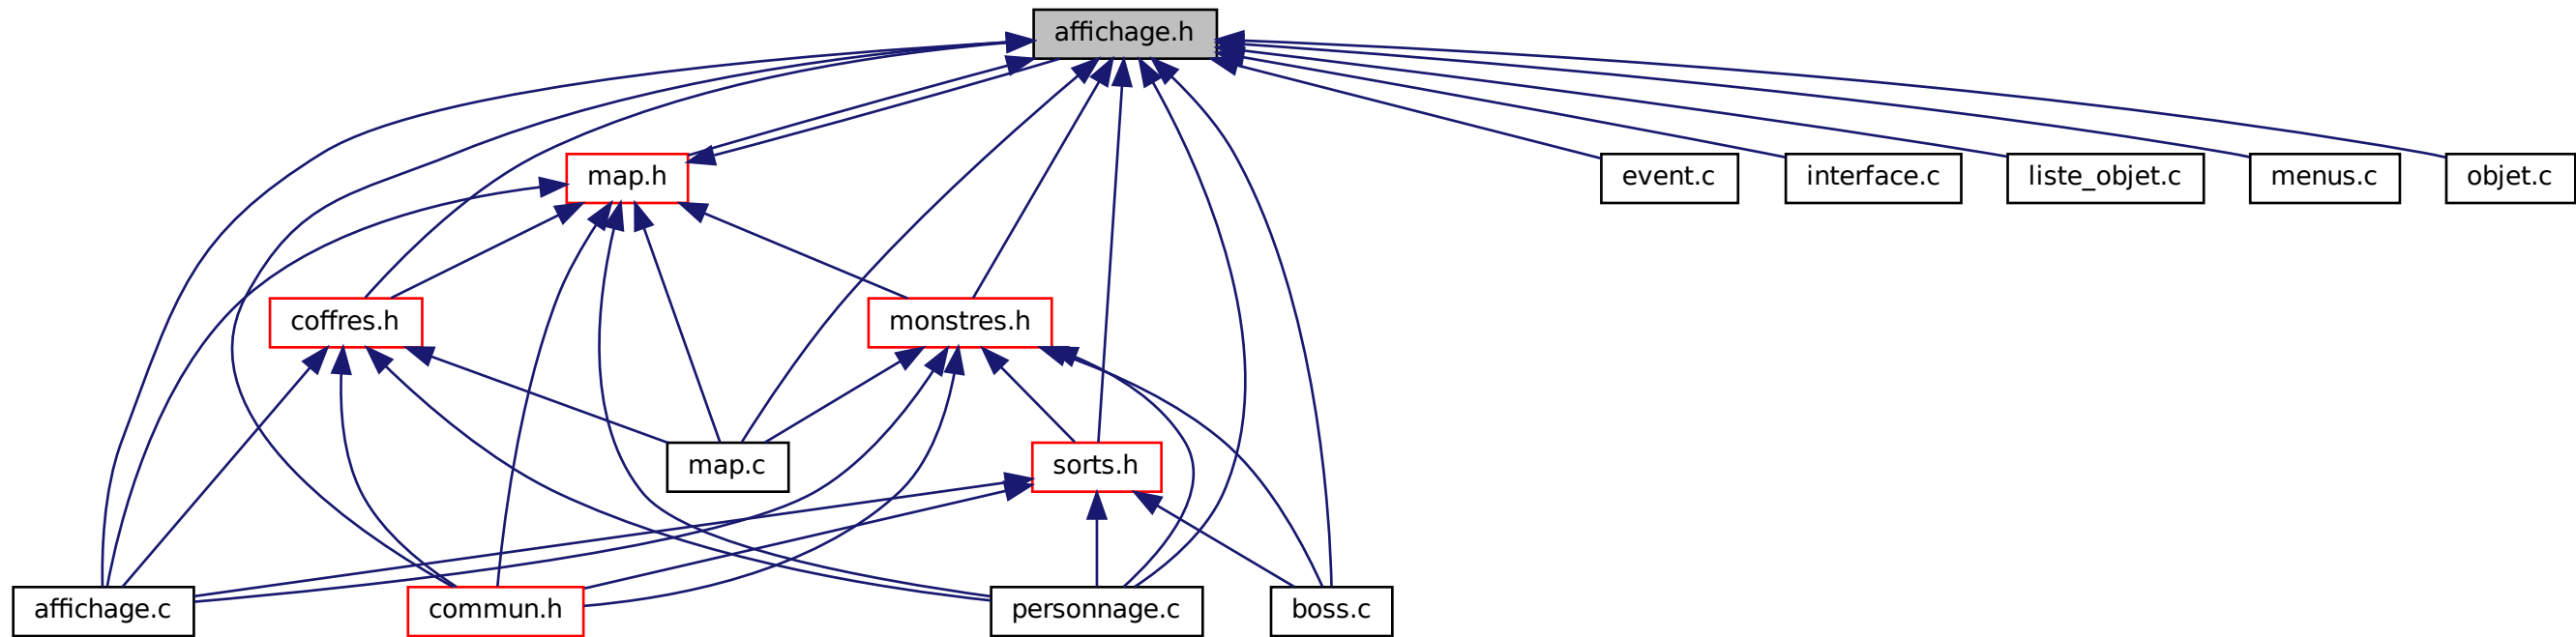 affichage.h
map.h
event.c
interface.c
liste_objet.c
menus.c
objet.c
coffres.h
monstres.h
map.c
sorts.h
affichage.c
commun.h
personnage.c
boss.c